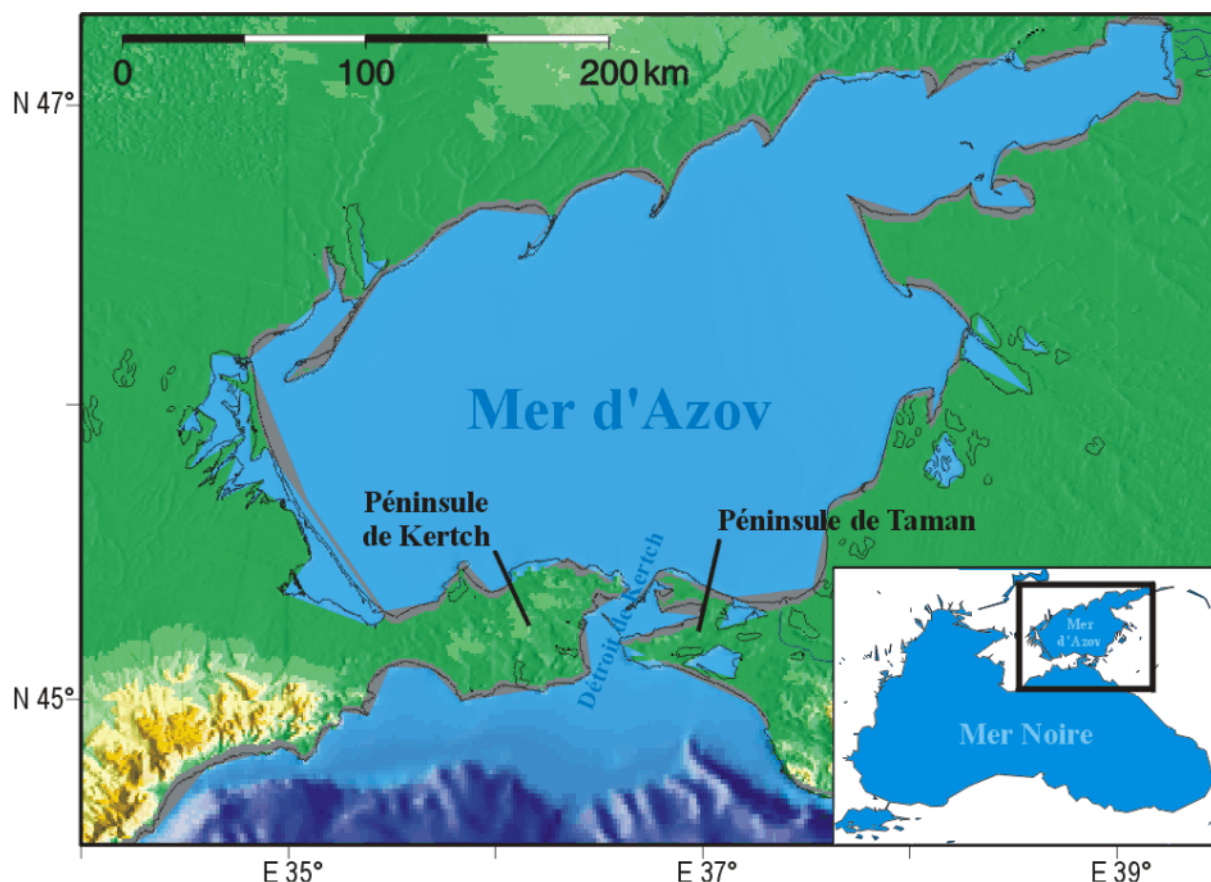 0 100 200 km
N 47°
Mer d'Azov
Péninsule
de Kertch
Péninsule de Taman
Détroit de Kertch
Mer
d'Azov
Mer Noire
N 45°
E 35° E 37° E 39°